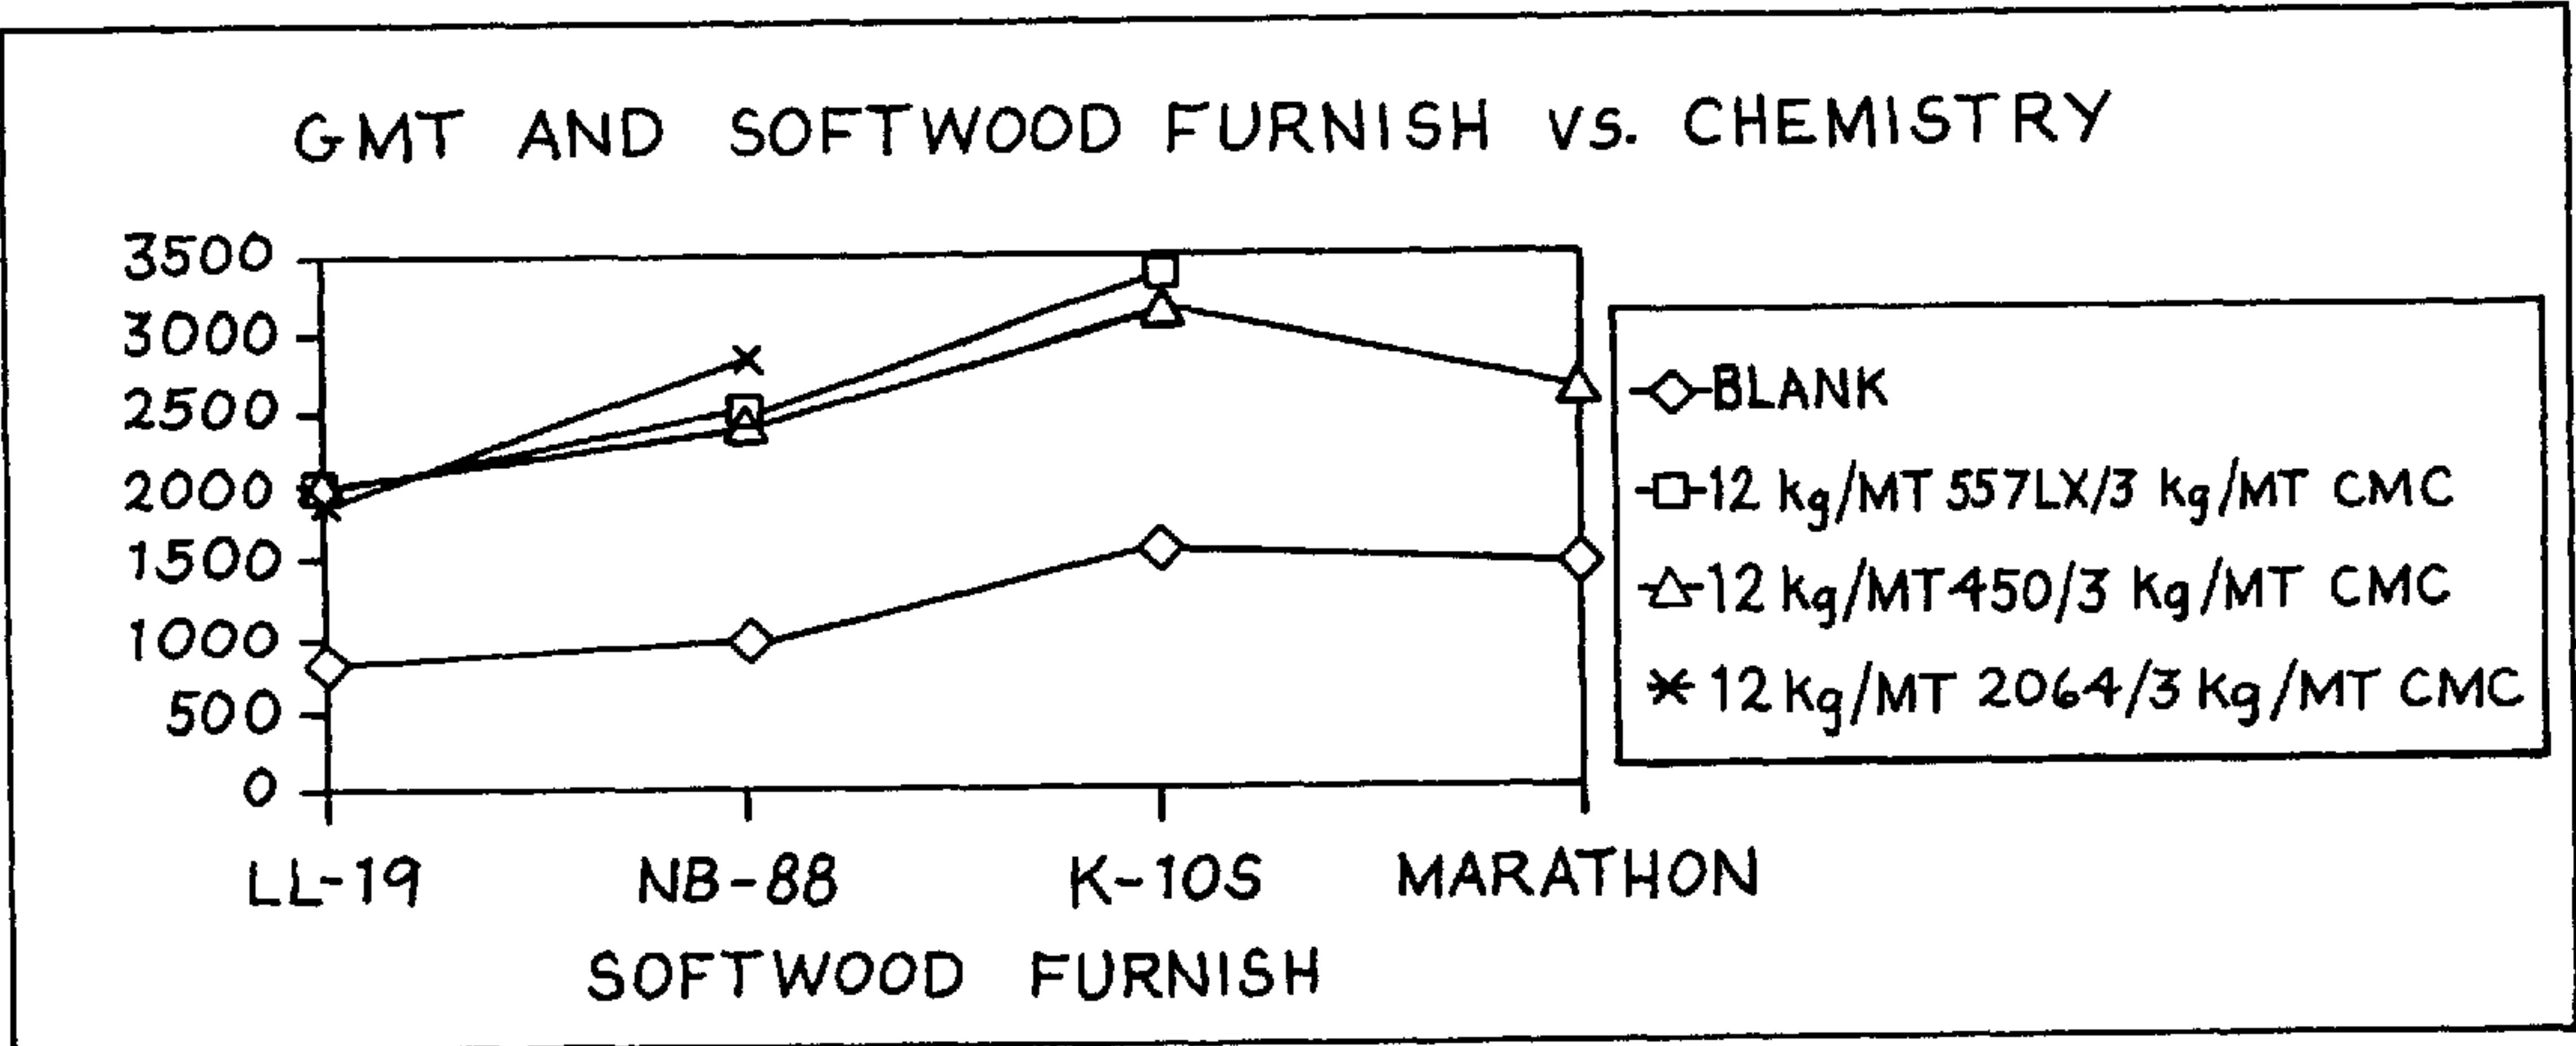 GMT AND SOFTWOOD FURNISH VS. CHEMISTRY
3500
3000
2500
2000
1500
1000
500
0
LL-19
NB-88
K-10S
MARATHON
SOFTWOOD FURNISH
BLANK
12 kg/MT 557LX/3 kg/MT CMC
12 kg/MT 450/3 kg/MT CMC
12 kg/MT 2064/3 kg/MT CMC